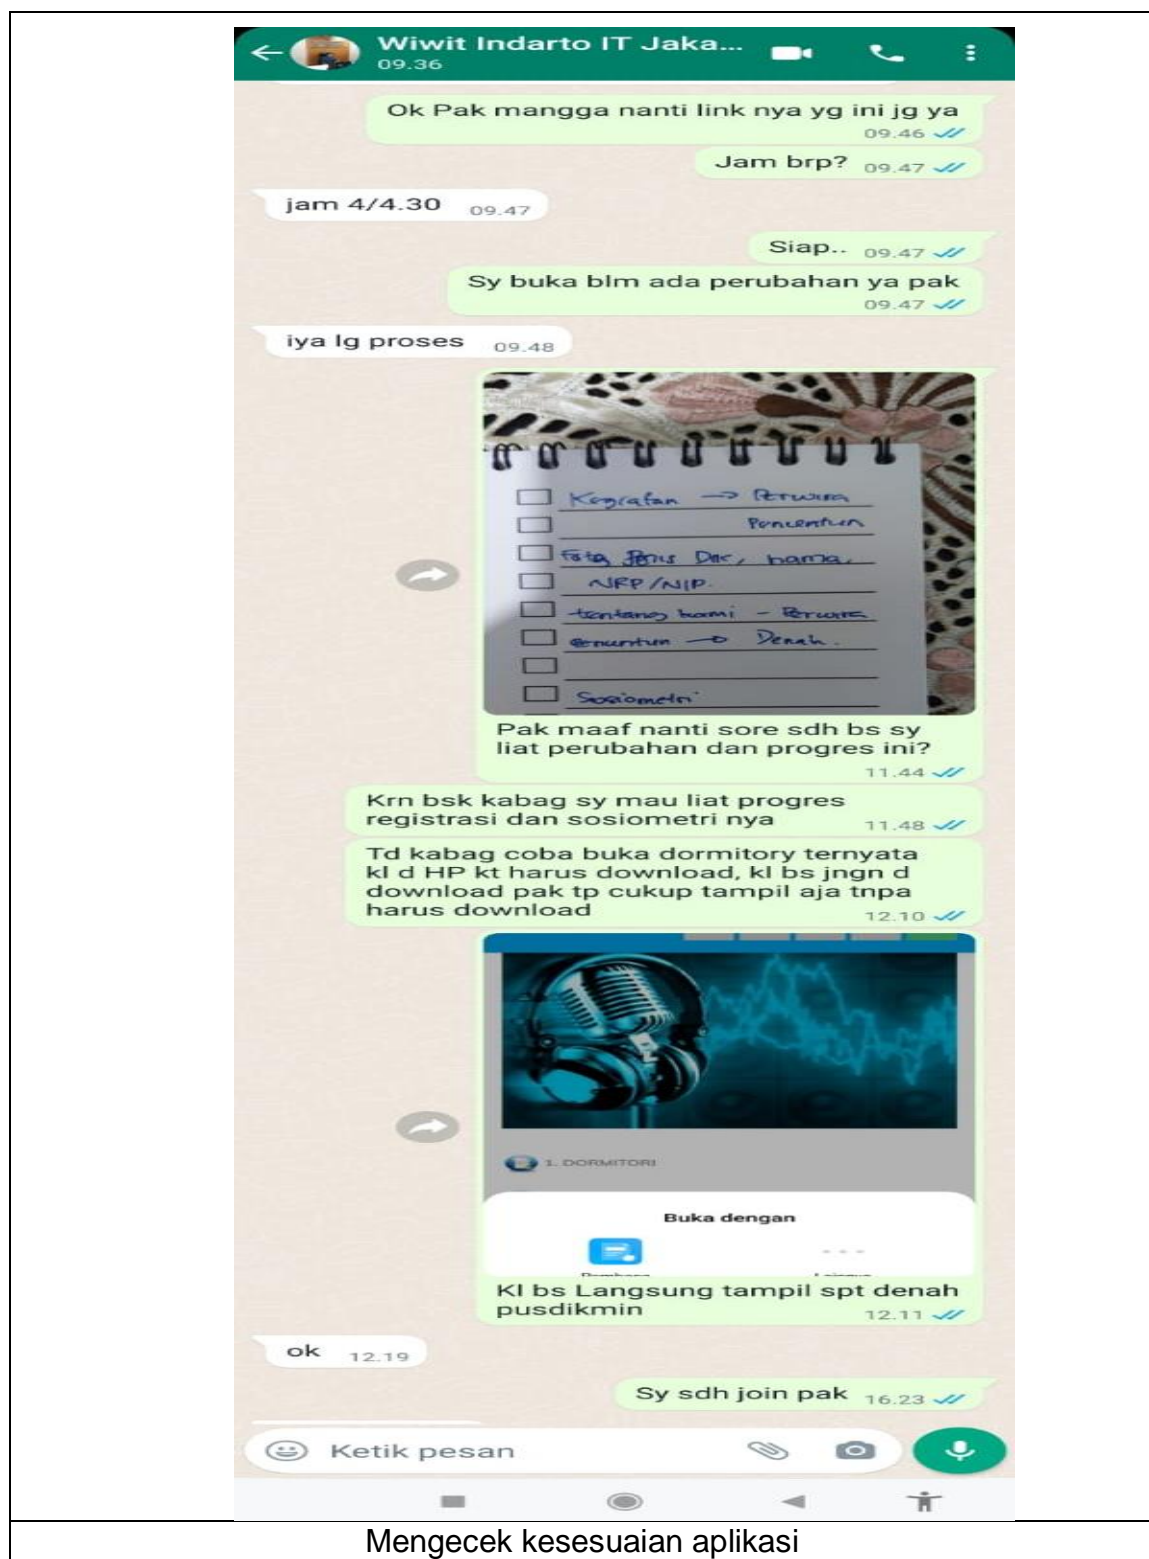 Wiwit Indarto IT Jaka...
09.36
Ok Pak mangga nanti link nya yg ini jg ya
09.46
Jam brp? 09.47
jam 4/4.30 09.47
Siap.. 09.47
Sy buka blm ada perubahan ya pak
09.47
iya lg proses 09.48
Kegiatan → Perwira
Penuntun
Foto Dar, nama,
NRP/NIP.
tentang kami - Perwira
→ Denah.
Sosiometri
Pak maaf nanti sore sdh bs sy
liat perubahan dan progres ini?
11.44
Krn bsk kabag sy mau liat progres
registrasi dan sosiometri nya 11.48
Td kabag coba buka dormitory ternyata
kl d HP kt harus download, kl bs jngn d
download pak tp cukup tampil aja tnpa
harus download 12.10
1. DORMITORI
Buka dengan
Kl bs Langsung tampil spt denah
pusdikmin 12.11
ok 12.19
Sy sdh join pak 16.23
Ketik pesan
Mengecek kesesuaian aplikasi